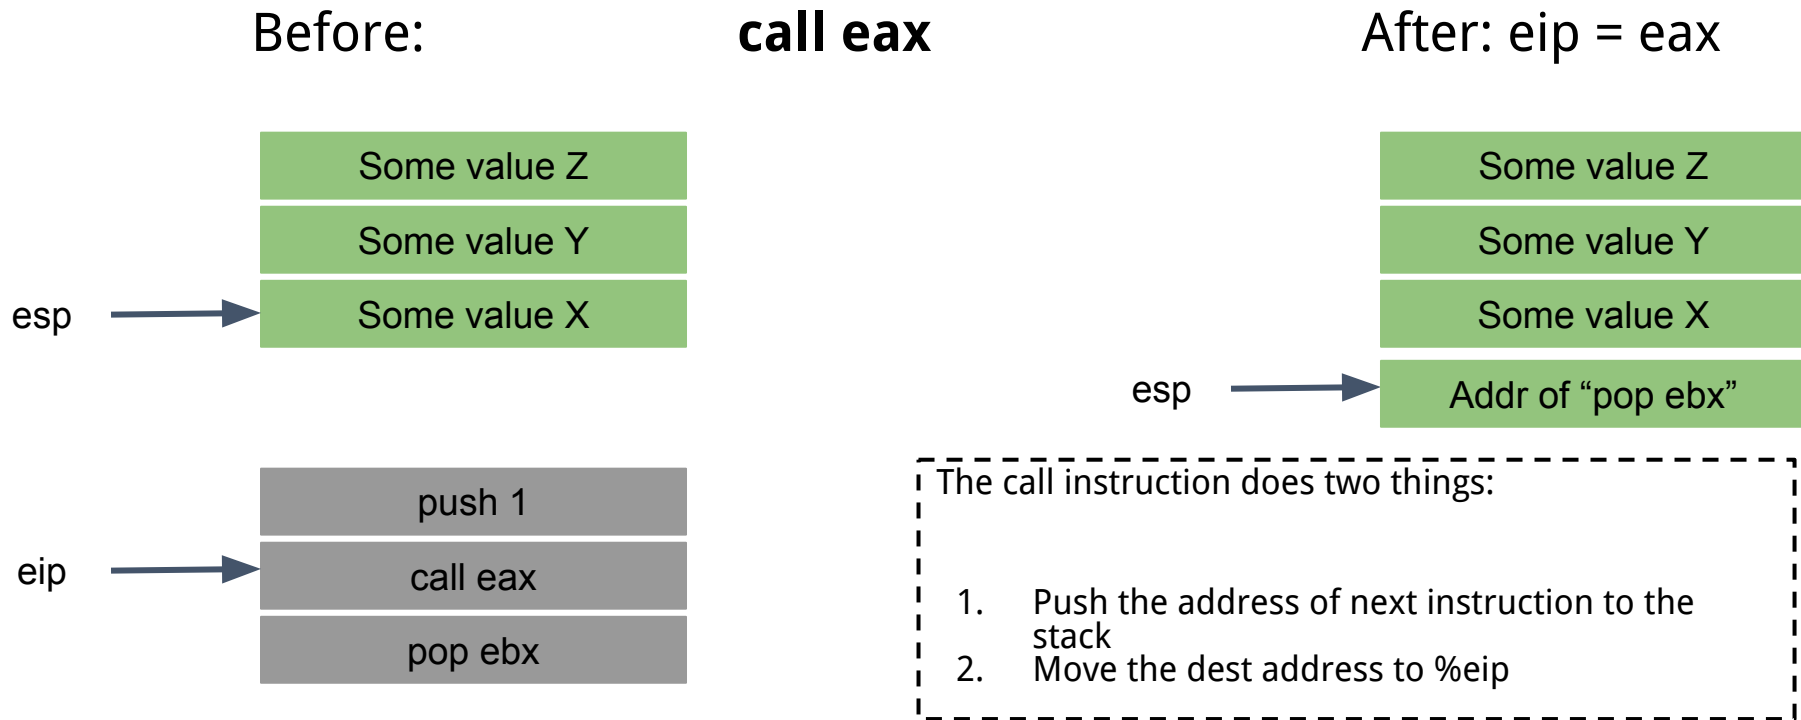 Before:
call eax
After: eip = eax
Some value Z
Some value Y
esp
Some value X
push 1
eip
call eax
pop ebx
Some value Z
Some value Y
Some value X
esp
Addr of “pop ebx”
The call instruction does two things:
1. Push the address of next instruction to the
stack
2. Move the dest address to %eip